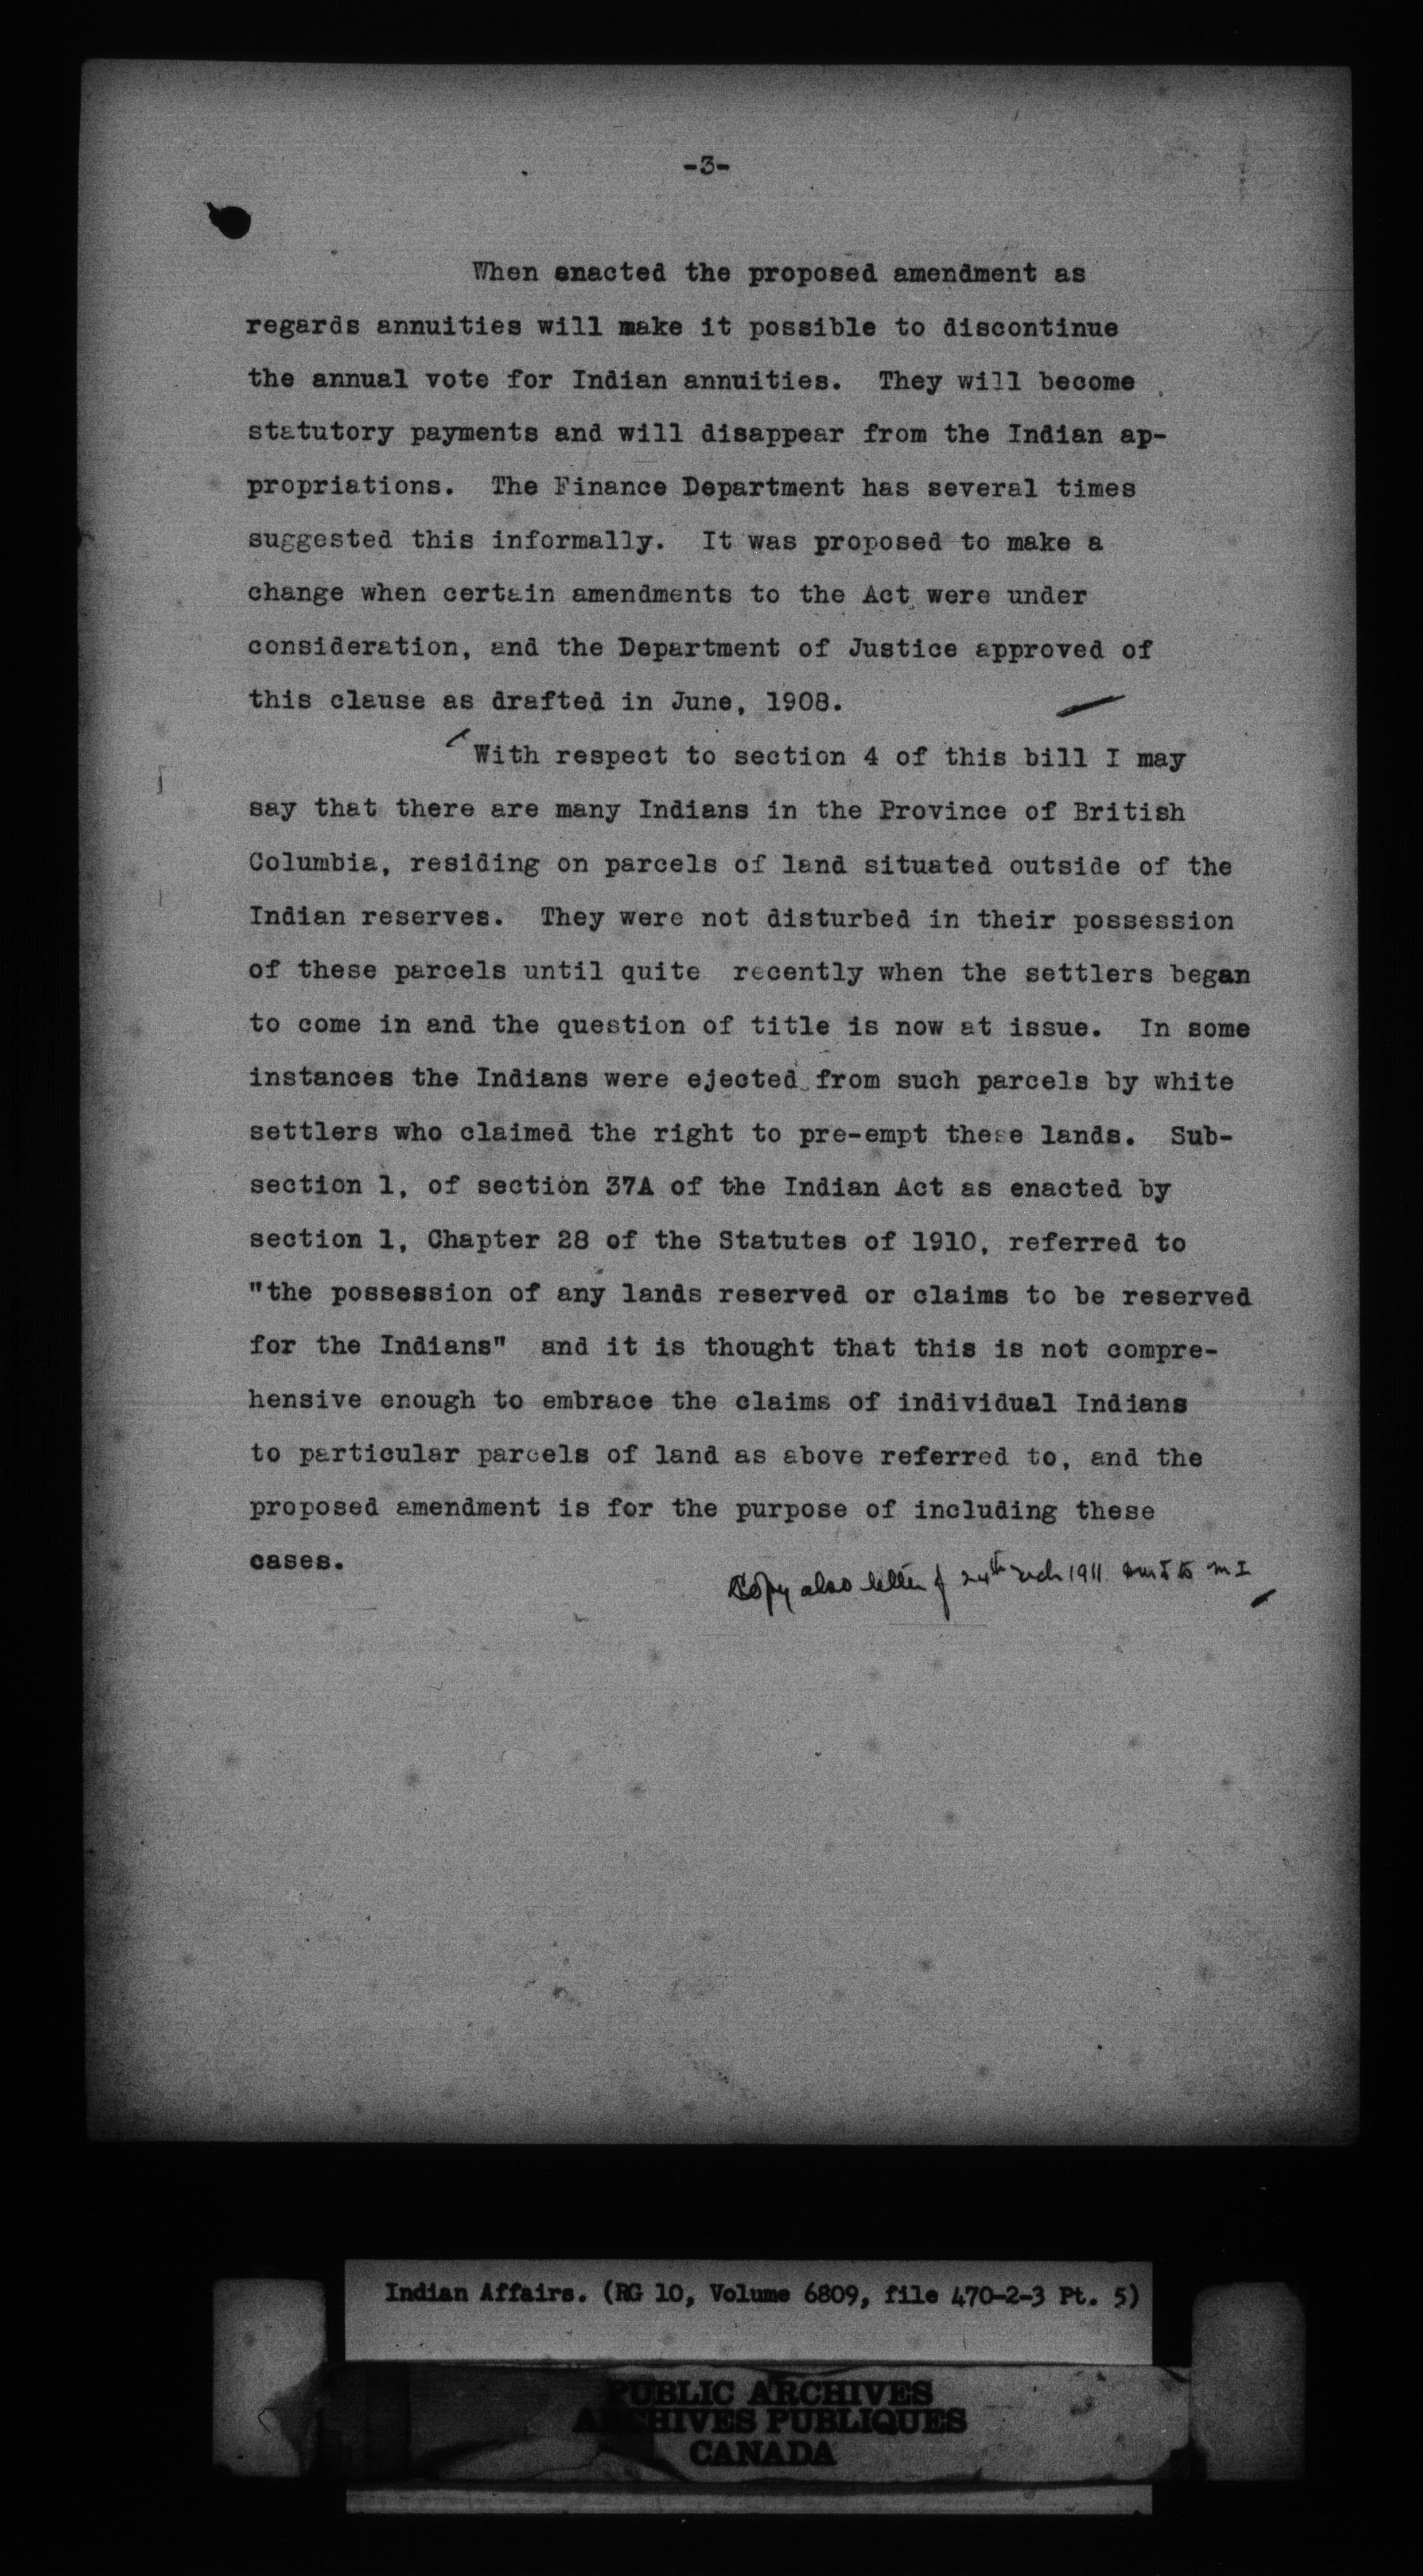 -3-
When enacted the proposed amendment as
regards annuities will make it possible to discontinue
the annual vote for Indian annuities. They will become
statutory payments and will disappear from the Indian ap-
propriations. The Finance Department has several times
suggested this informally. It was proposed to make a
change when certain amendments to the Act were under
consideration, and the Department of Justice approved of
this clause as drafted in June, 1908.
With respect to section 4 of this bill I may
say that there are many Indians in the Province of British
Columbia, residing on parcels of land situated outside of the
Indian reserves. They were not disturbed in their possession
of these parcels until quite recently when the settlers began
to come in and the question of title is now at issue. In some
instances the Indians were ejected from such parcels by white
settlers who claimed the right to pre-empt these lands. Sub-
section 1, of section 37A of the Indian Act as enacted by
section 1, Chapter 28 of the Statutes of 1910, referred to
"the possession of any lands reserved or claims to be reserved
for the Indians" and it is thought that this is not compre-
hensive enough to embrace the claims of individual Indians
to particular parcels of land as above referred to, and the
proposed amendment is for the purpose of including these
cases.
Copy also letter of 24th 1911
Indian Affairs. (RG 10, Volume 6809, file 470-2-3 Pt. 5)
PUBLIC ARCHIVES
ARCHIVES PUBLIQUES
CANADA